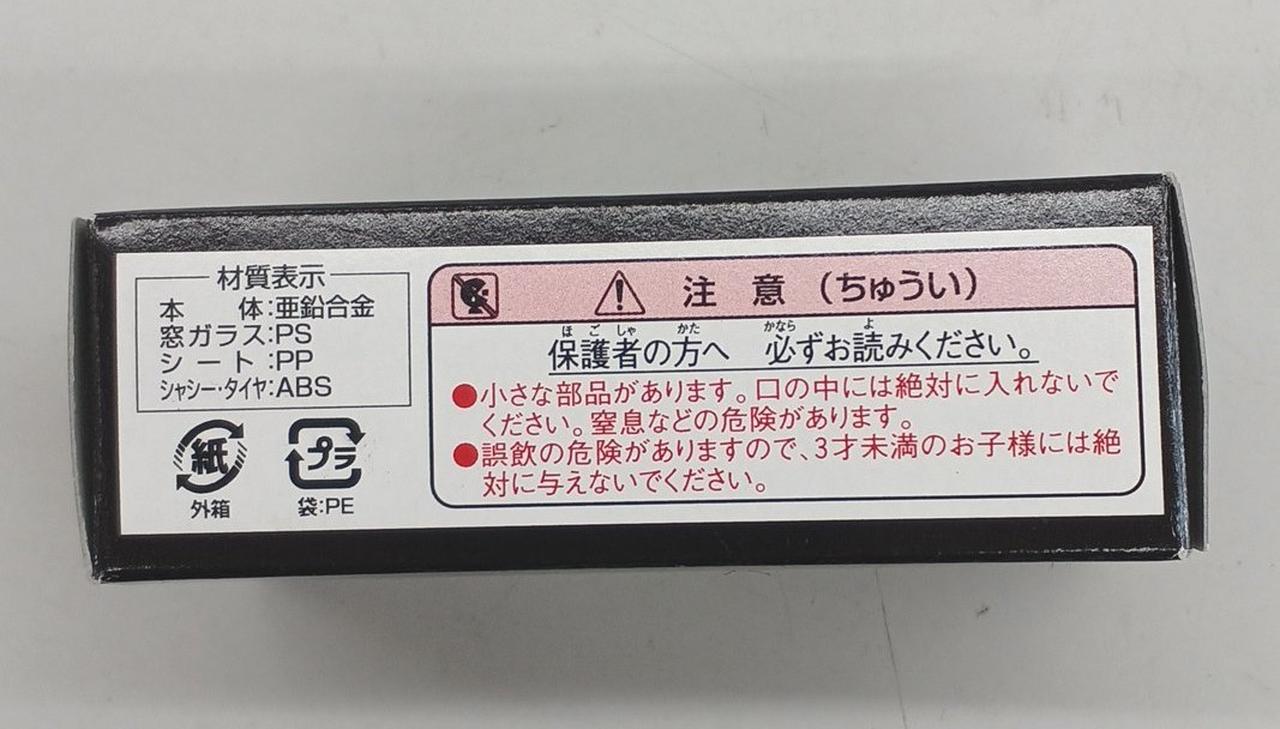 材質表示
本　体:亜鉛合金
窓ガラス:PS
シート:PP
シャシー・タイヤ:ABS
紙
外箱
プラ
袋:PE
注 意（ちゅうい）
ほ ご しゃ かた かなら よ
保護者の方へ 必ずお読みください。
●小さな部品があります。口の中には絶対に入れないで
ください。窒息などの危険があります。
●誤飲の危険がありますので、3才未満のお子様には絶
対に与えないでください。